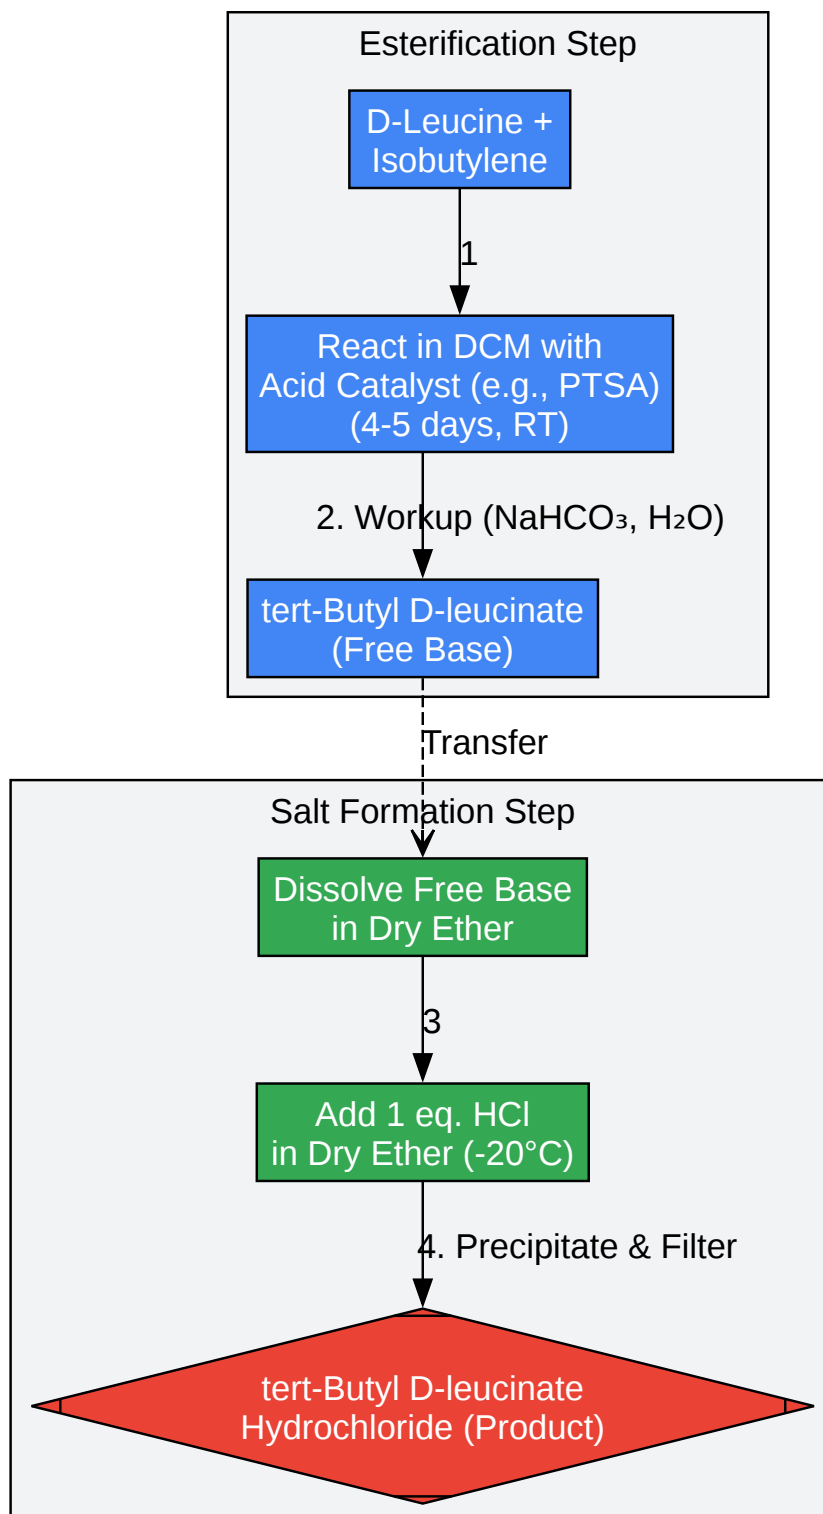 Esterification Step
D-Leucine +
Isobutylene
1
React in DCM with
Acid Catalyst (e.g., PTSA)
(4-5 days, RT)
2. Workup (NaHCO₃, H₂O)
tert-Butyl D-leucinate
(Free Base)
Transfer
Salt Formation Step
Dissolve Free Base
in Dry Ether
3
Add 1 eq. HCl
in Dry Ether (-20°C)
4. Precipitate & Filter
tert-Butyl D-leucinate
Hydrochloride (Product)